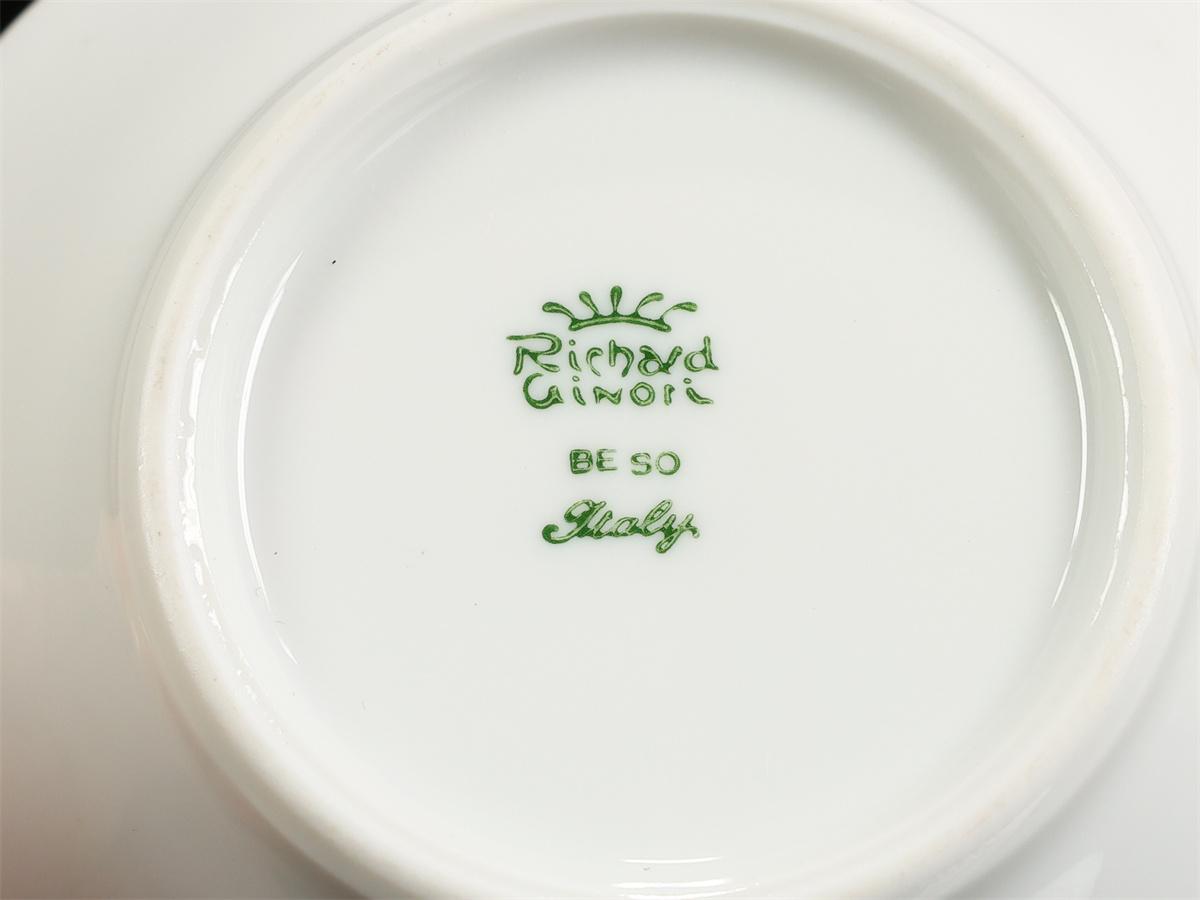 Richard
Ginori
BE SO
Italy